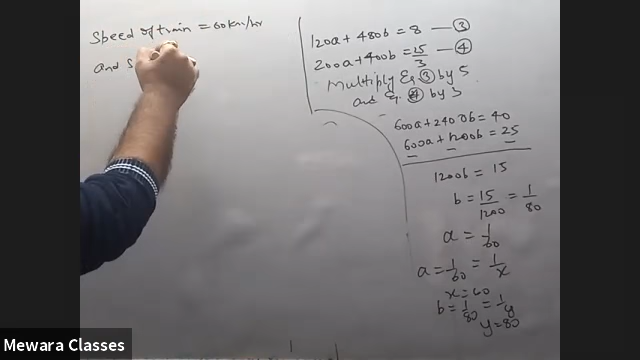 Speed of train = 60km/hr
and S
120a + 480b = 8 — ③
200a + 400b = 25/3 — ④
Multiply Eq ③ by 5
and Eq ④ by 3
600a + 2400b = 40
600a + 1200b = 25
1200b = 15
b = 15/1200 = 1/80
a = 1/60
a = 1/60 = 1/x
x = 60
b = 1/80 = 1/y
y = 80
Mewara Classes